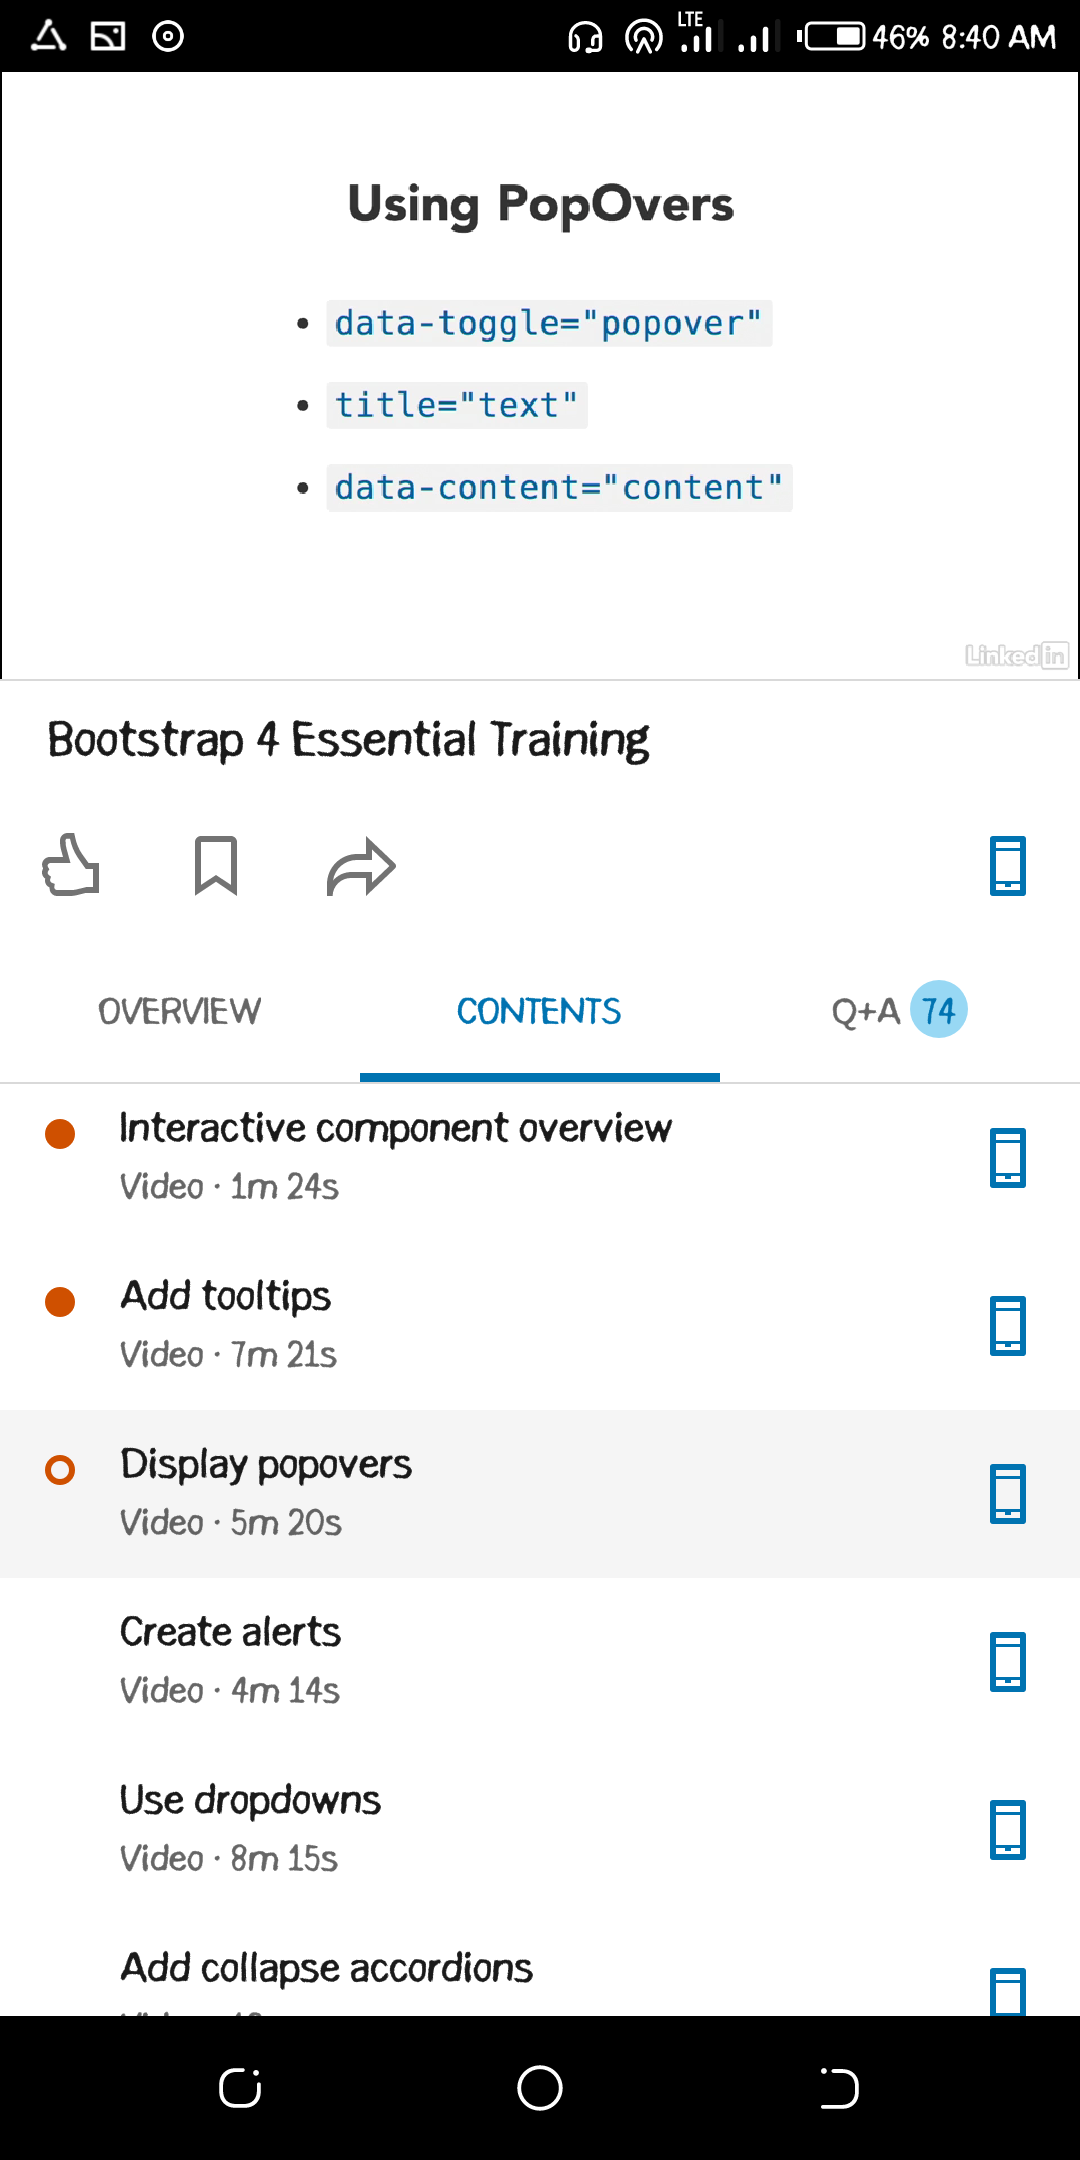 LTE
46% 8:40 AM
Using PopOvers
• data-toggle="popover"
• title="text"
• data-content="content"
Linked in
Bootstrap 4 Essential Training
OVERVIEW
CONTENTS
Q+A 74
Interactive component overview
Video · 1m 24s
Add tooltips
Video · 7m 21s
Display popovers
Video · 5m 20s
Create alerts
Video · 4m 14s
Use dropdowns
Video · 8m 15s
Add collapse accordions